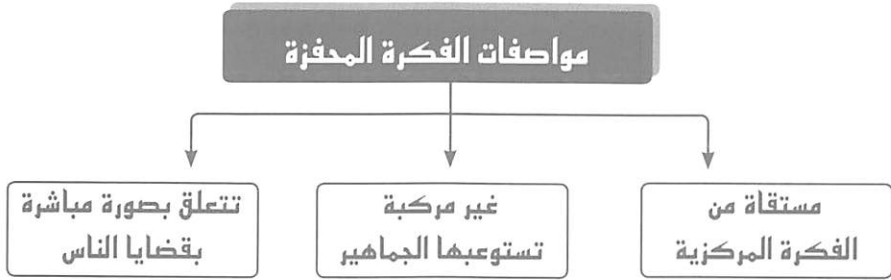 مواصفات الفكرة المحفزة
مستقاة من
الفكرة المركزية
غير مركبة
تستوعبها الجماهير
تتعلق بصورة مباشرة
بقضايا الناس